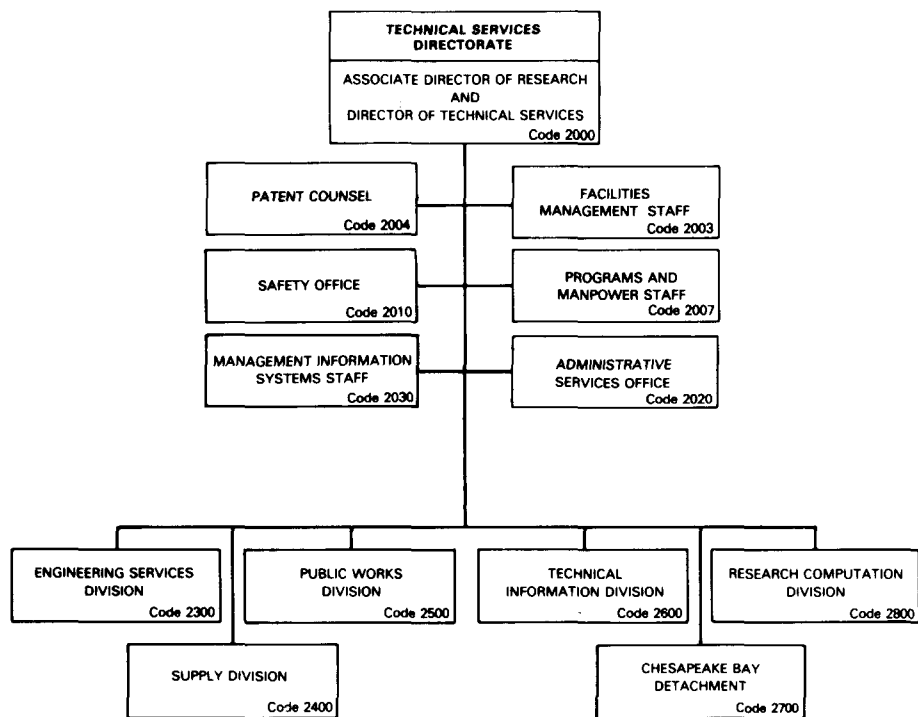 TECHNICAL SERVICES
DIRECTORATE
ASSOCIATE DIRECTOR OF RESEARCH
AND
DIRECTOR OF TECHNICAL SERVICES
Code 2000
PATENT COUNSEL
Code 2004
FACILITIES
MANAGEMENT STAFF
Code 2003
SAFETY OFFICE
Code 2010
PROGRAMS AND
MANPOWER STAFF
Code 2007
MANAGEMENT INFORMATION
SYSTEMS STAFF
Code 2030
ADMINISTRATIVE
SERVICES OFFICE
Code 2020
ENGINEERING SERVICES
DIVISION
Code 2300
PUBLIC WORKS
DIVISION
Code 2500
TECHNICAL
INFORMATION DIVISION
Code 2600
RESEARCH COMPUTATION
DIVISION
Code 2800
SUPPLY DIVISION
Code 2400
CHESAPEAKE BAY
DETACHMENT
Code 2700